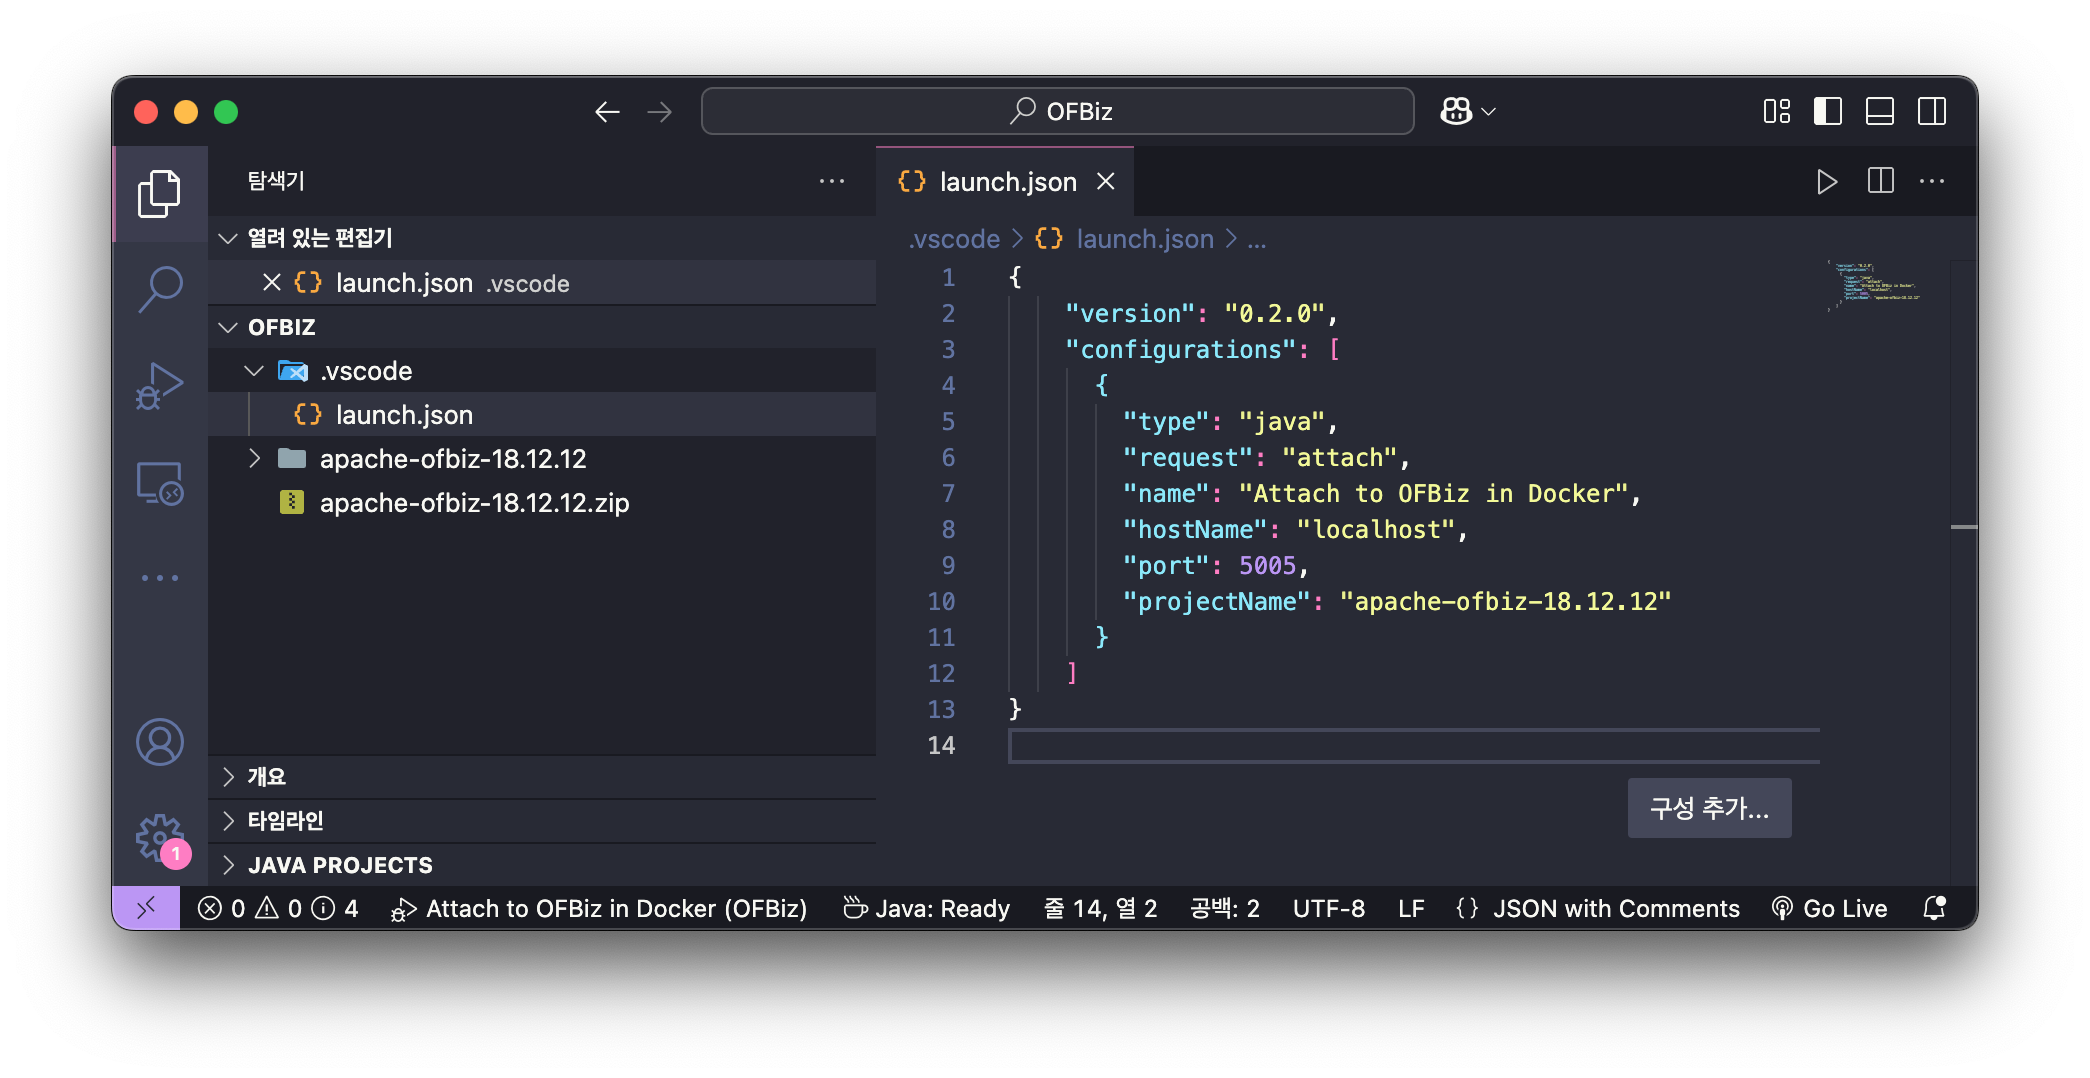 OFBiz
탐색기
열려 있는 편집기
launch.json .vscode
OFBIZ
.vscode
launch.json
apache-ofbiz-18.12.12
apache-ofbiz-18.12.12.zip
개요
타임라인
JAVA PROJECTS
1
launch.json
.vscode > {} launch.json > ...
1 {
2 "version": "0.2.0",
3 "configurations": [
4 {
5 "type": "java",
6 "request": "attach",
7 "name": "Attach to OFBiz in Docker",
8 "hostName": "localhost",
9 "port": 5005,
10 "projectName": "apache-ofbiz-18.12.12"
11 }
12 ]
13 }
14
구성 추가...
0 0 4 Attach to OFBiz in Docker (OFBiz) Java: Ready 줄 14, 열 2 공백: 2 UTF-8 LF {} JSON with Comments Go Live